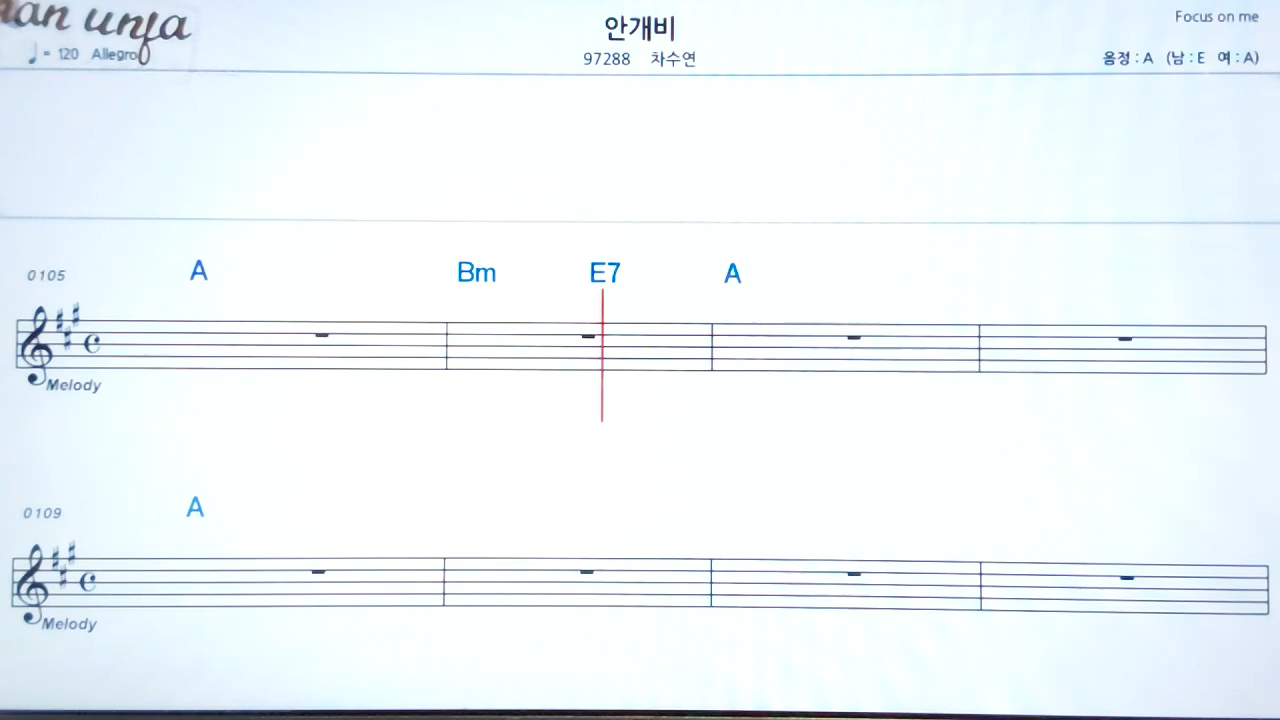 unja
안개비
Focus on me
♩= 120 Allegro
97288 차수연
음정 : A (남 : E 여 : A)
0105
A Bm E7 A
Melody
0109
A
Melody